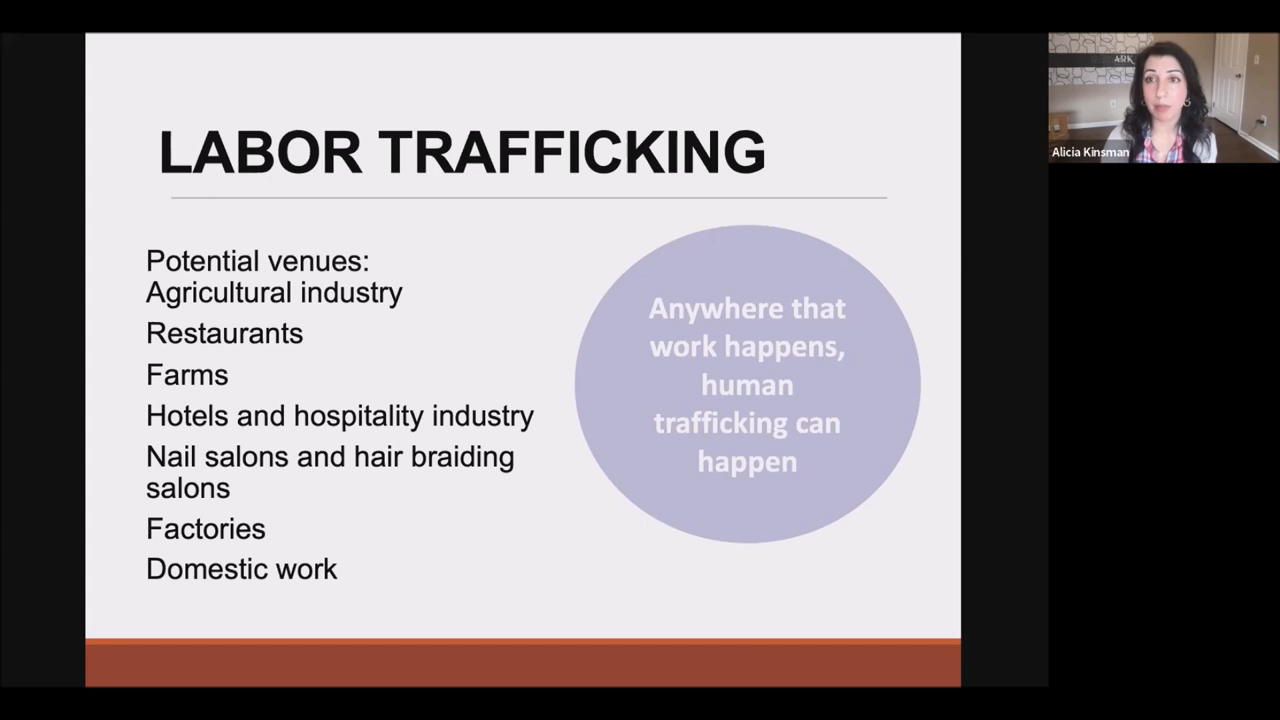 LABOR TRAFFICKING
Potential venues:
Agricultural industry
Restaurants
Farms
Hotels and hospitality industry
Nail salons and hair braiding
salons
Factories
Domestic work
Anywhere that
work happens,
human
trafficking can
happen
Alicia Kinsman